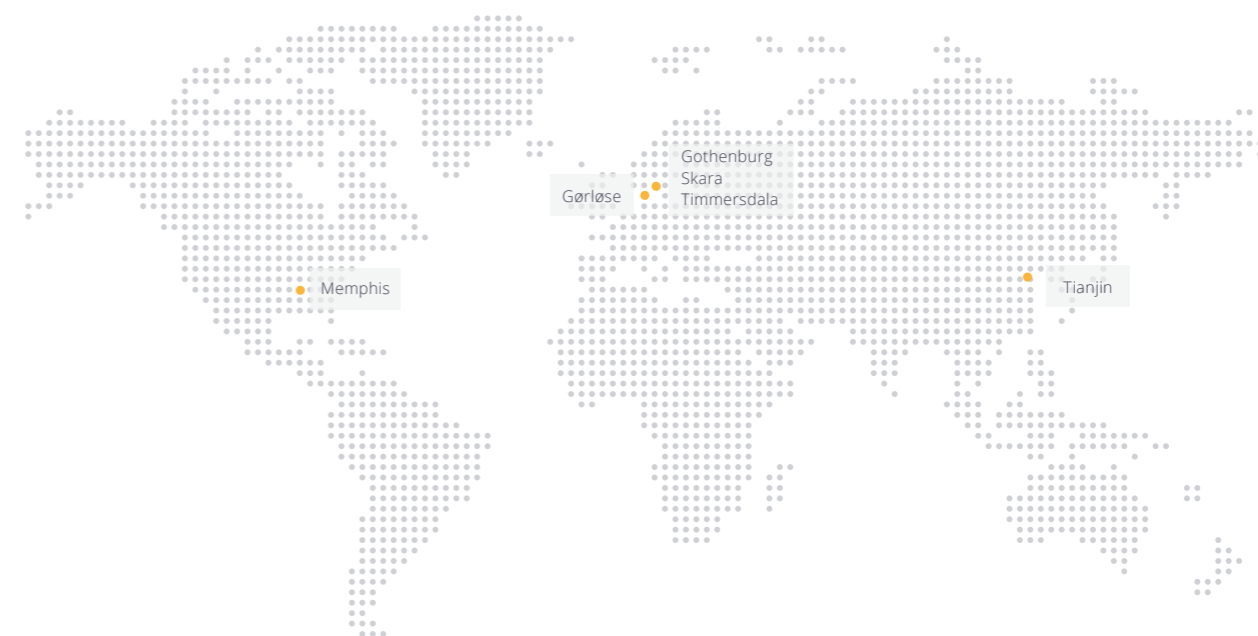 Gothenburg
Skara
Timmersdala
Gørløse
Memphis
Tianjin